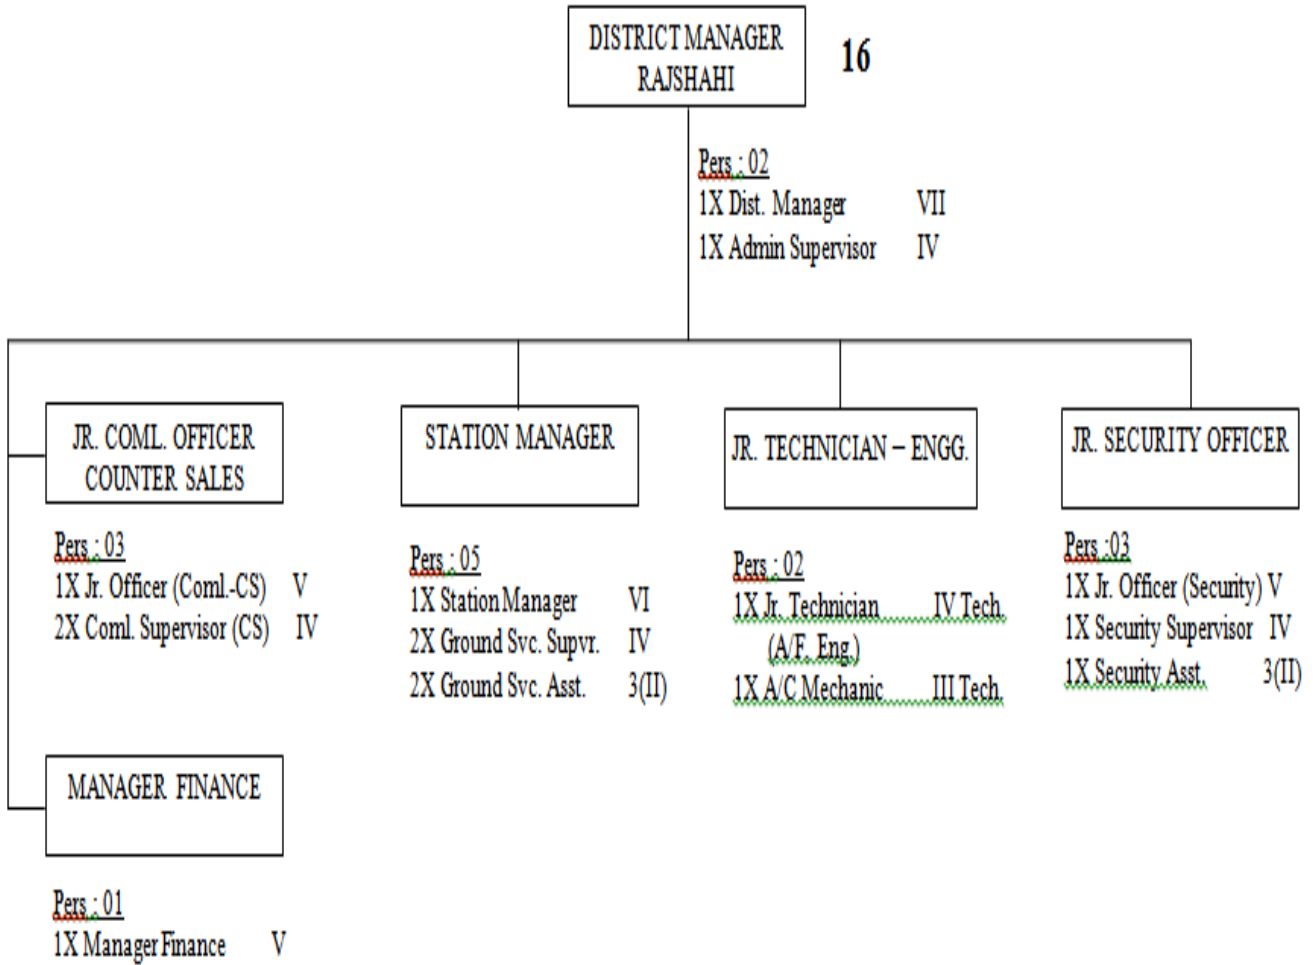 DISTRICT MANAGER
RAJSHAHI
16
Pers : 02
1X Dist. Manager VII
1X Admin Supervisor IV
JR. COML. OFFICER
COUNTER SALES
Pers : 03
1X Jr. Officer (Coml.-CS) V
2X Coml. Supervisor (CS) IV
STATION MANAGER
Pers : 05
1X Station Manager VI
2X Ground Svc. Supvr. IV
2X Ground Svc. Asst. 3(II)
JR. TECHNICIAN – ENGG.
Pers : 02
1X Jr. Technician IV Tech.
(A/F. Eng.)
1X A/C Mechanic III Tech.
JR. SECURITY OFFICER
Pers :03
1X Jr. Officer (Security) V
1X Security Supervisor IV
1X Security Asst. 3(II)
MANAGER FINANCE
Pers : 01
1X Manager Finance V